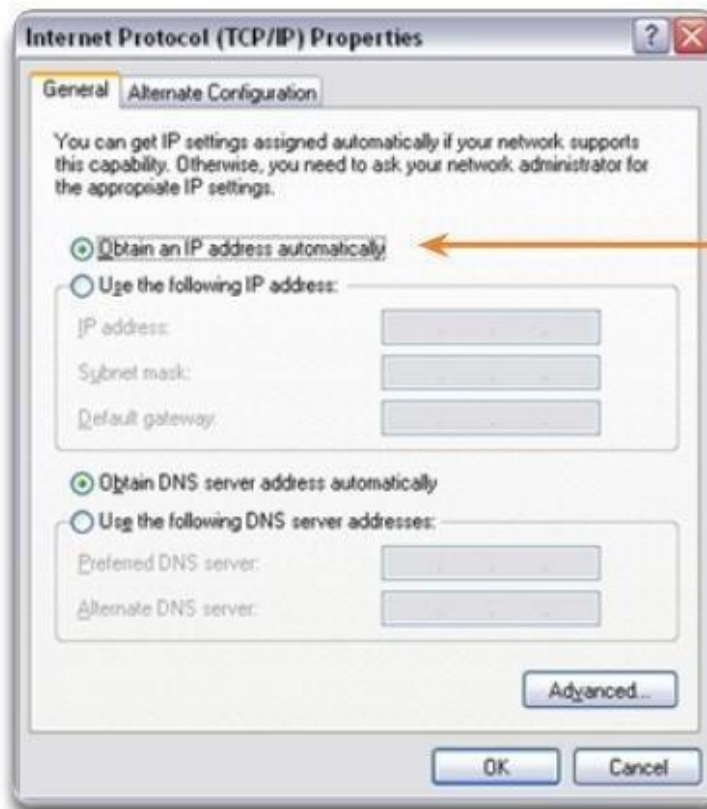 Internet Protocol (TCP/IP) Properties
General
Alternate Configuration
You can get IP settings assigned automatically if your network supports
this capability. Otherwise, you need to ask your network administrator for
the appropriate IP settings.
Obtain an IP address automatically
Use the following IP address:
IP address:
Subnet mask:
Default gateway:
Obtain DNS server address automatically
Use the following DNS server addresses:
Preferred DNS server:
Alternate DNS server:
Advanced...
OK
Cancel